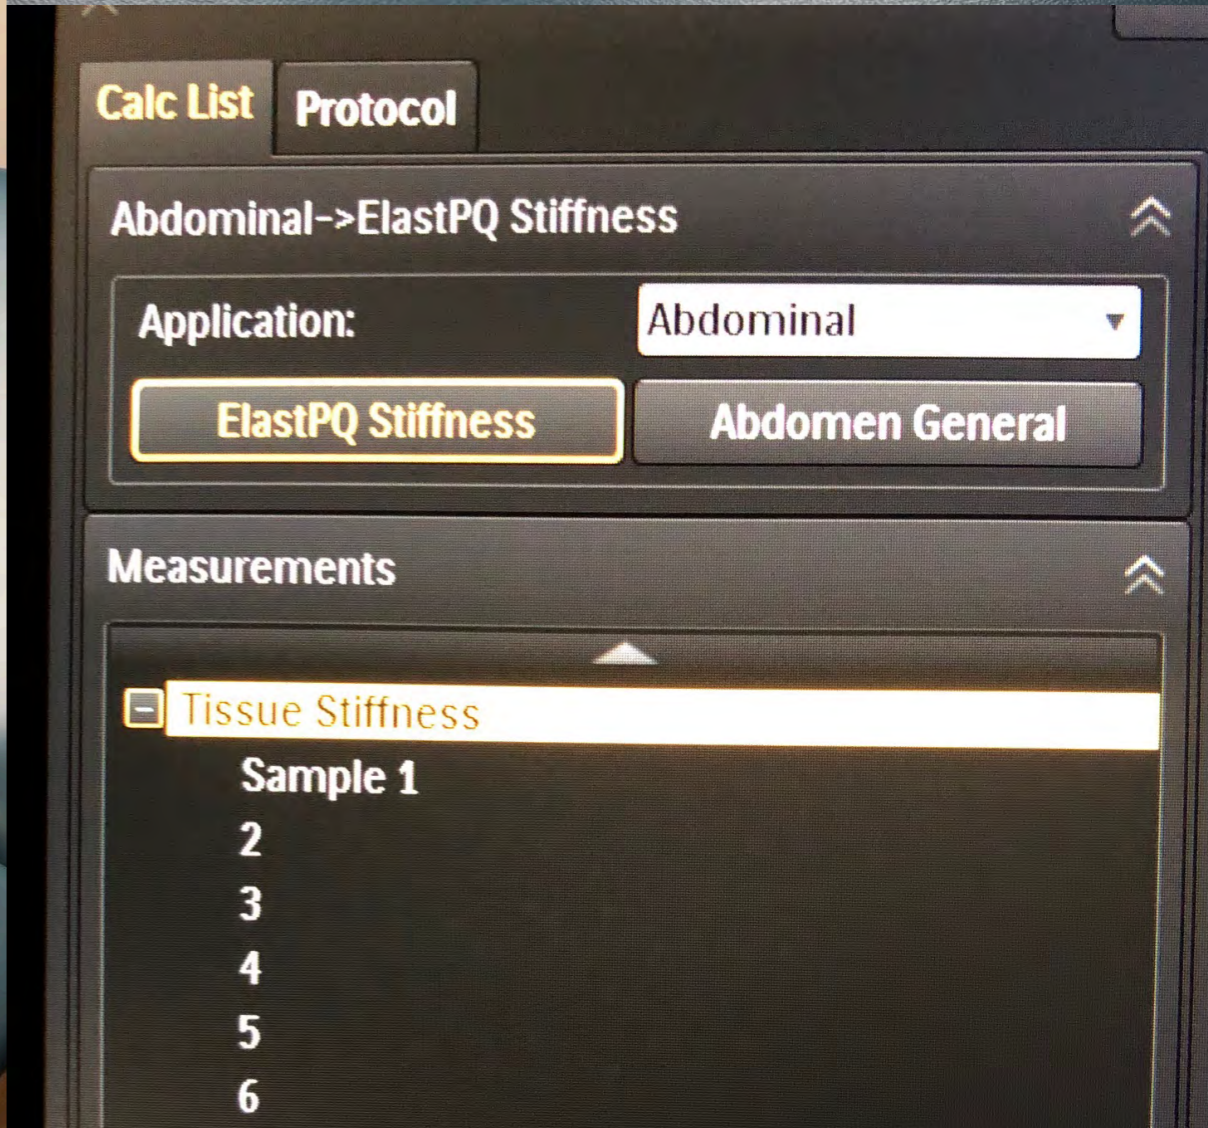 Calc List Protocol
Abdominal->ElastPQ Stiffness
Application: Abdominal
ElastPQ Stiffness Abdomen General
Measurements
Tissue Stiffness
Sample 1
2
3
4
5
6